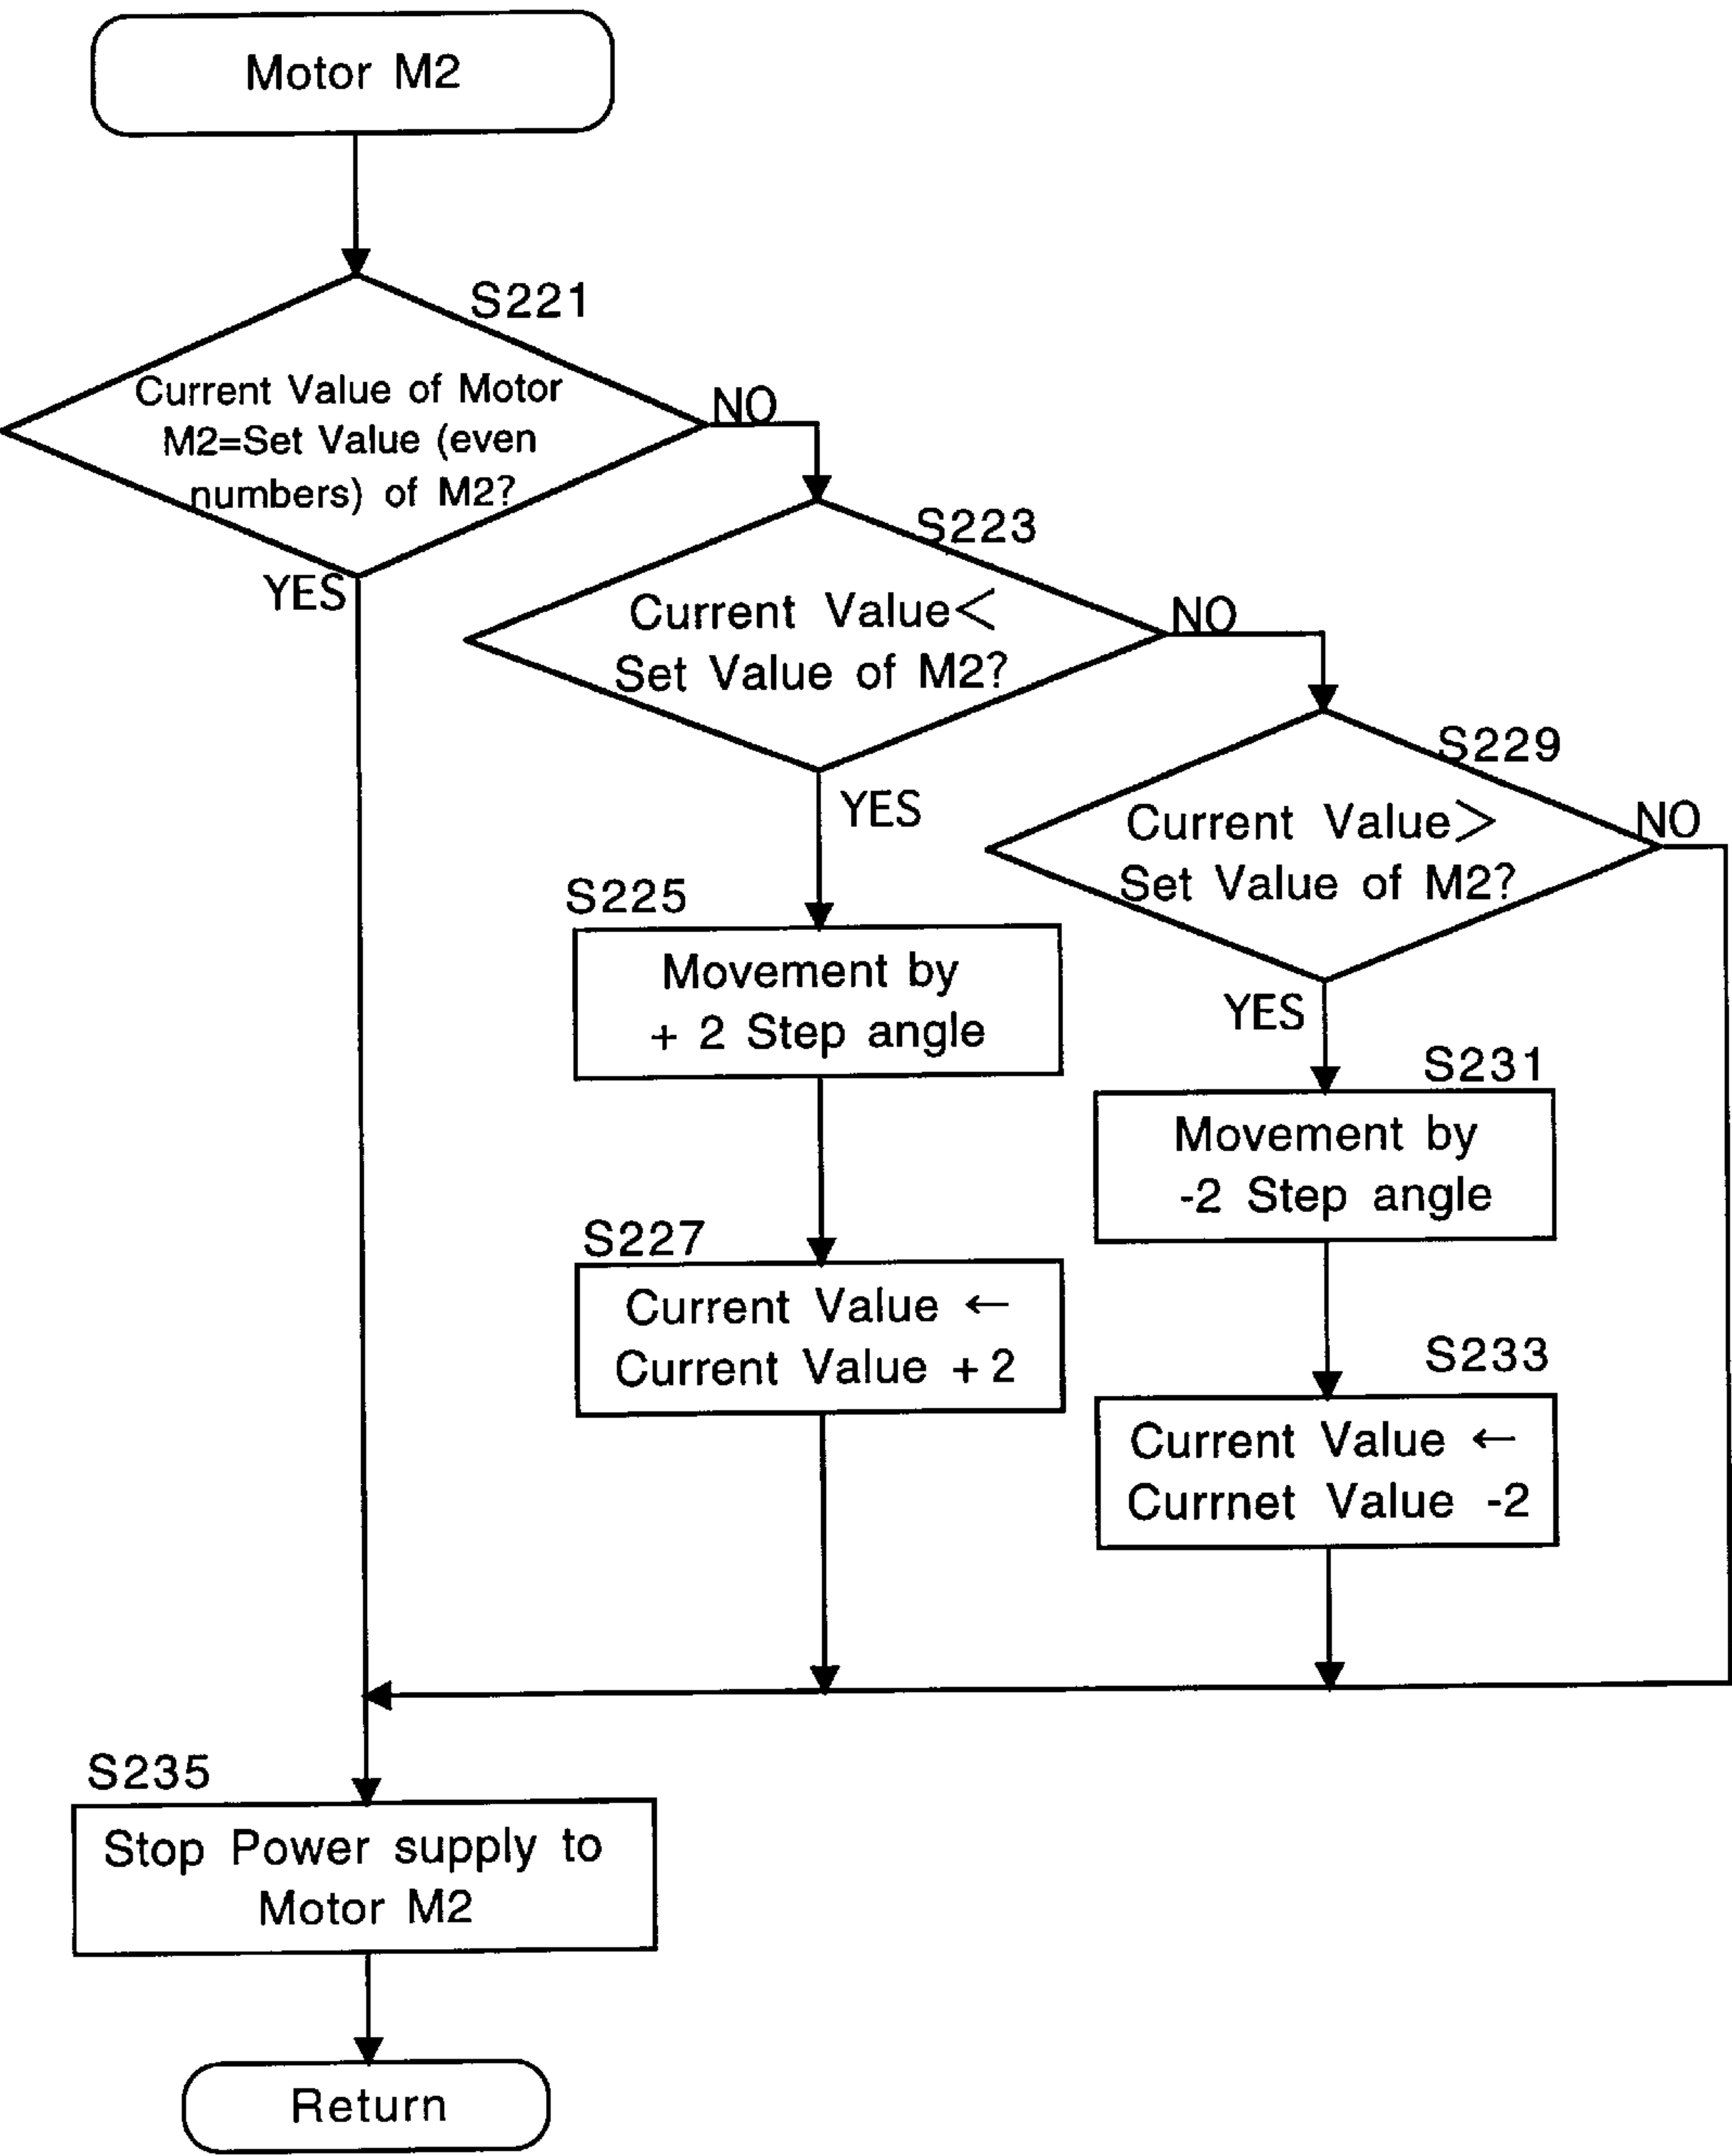 Motor M2
S221
Current Value of Motor
M2=Set Value (even
numbers) of M2?
NO
YES
S223
Current Value<
Set Value of M2?
NO
YES
S229
Current Value>
Set Value of M2?
NO
YES
S225
Movement by
+ 2 Step angle
S231
Movement by
-2 Step angle
S227
Current Value ←
Current Value +2
S233
Current Value ←
Currnet Value -2
S235
Stop Power supply to
Motor M2
Return